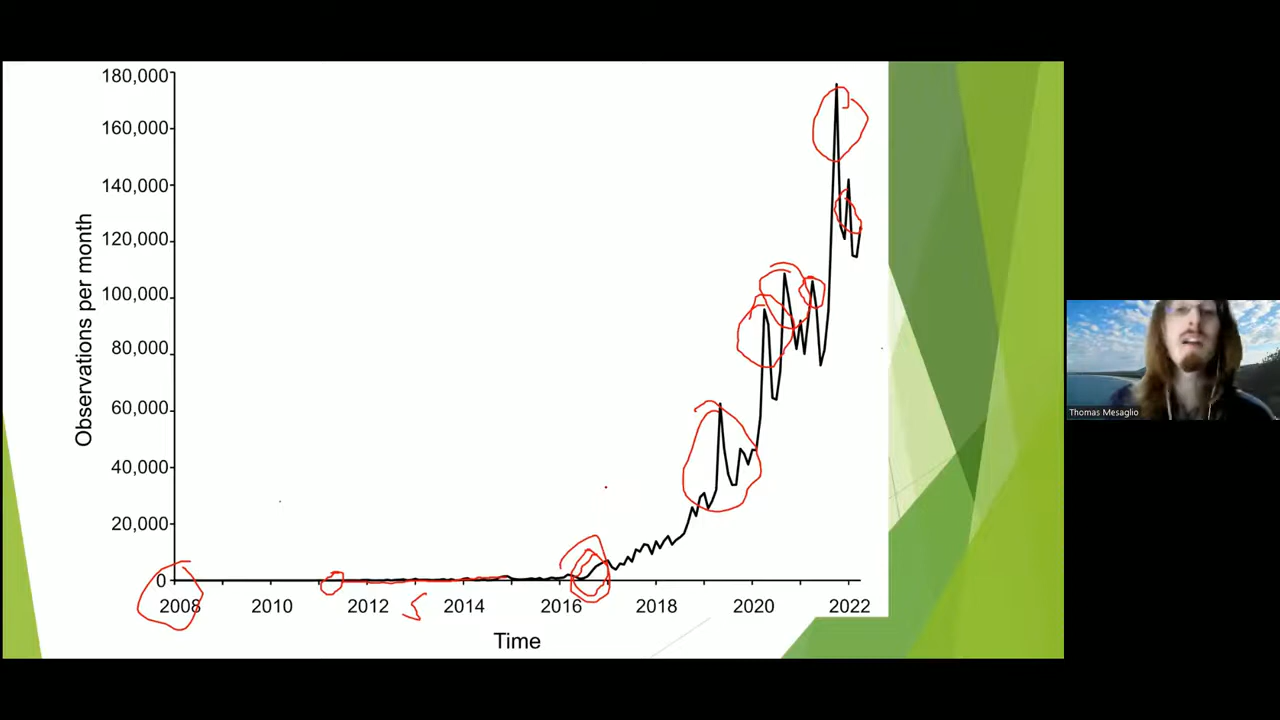 180,000
160,000
140,000
120,000
100,000
80,000
60,000
40,000
20,000
0
Observations per month
2008 2010 2012 2014 2016 2018 2020 2022
5
Time
Thomas Mesaglio